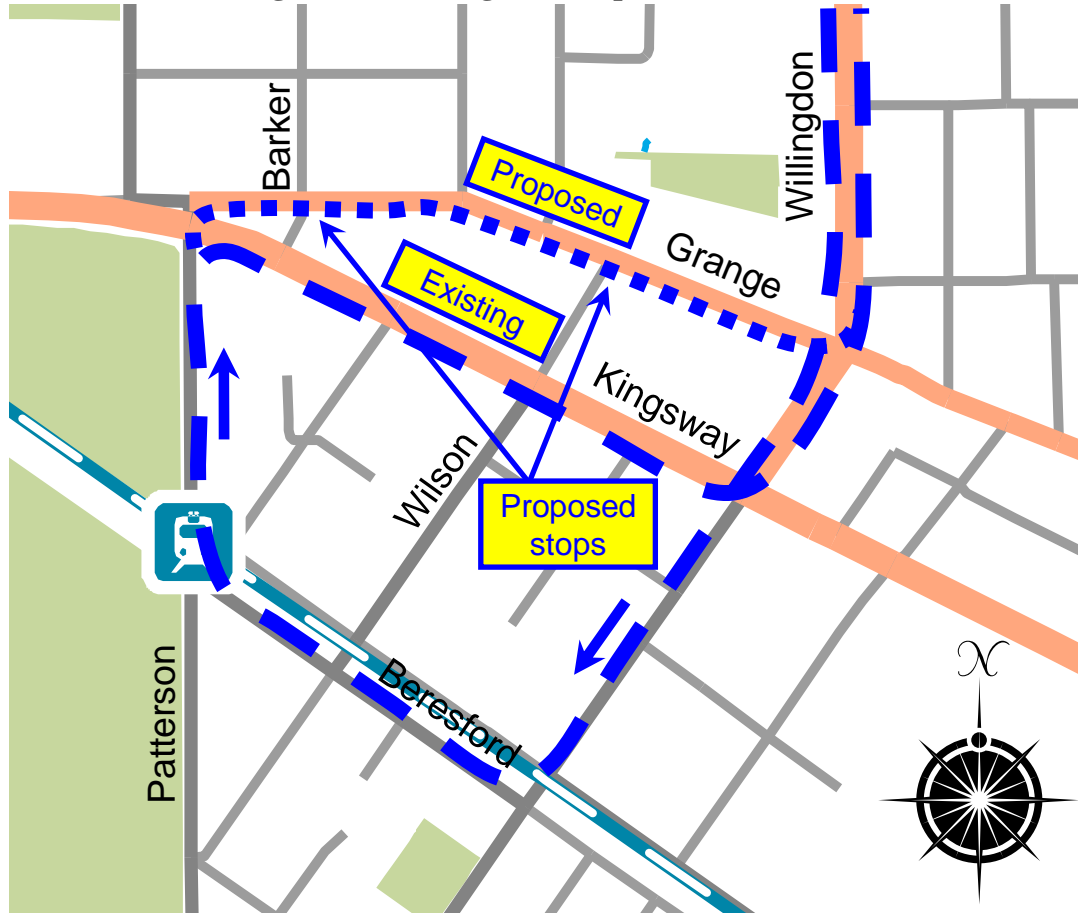 Barker
Willingdon
Proposed
Grange
Existing
Kingsway
Wilson
Proposed
stops
Patterson
Beresford
N